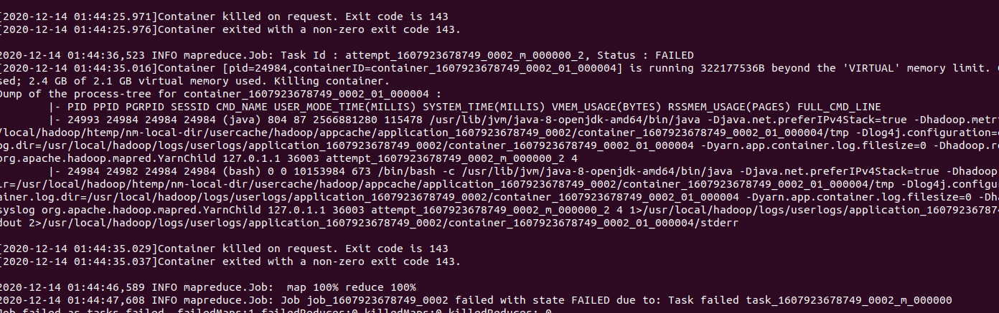 [2020-12-14 01:44:25.971]Container killed on request. Exit code is 143
[2020-12-14 01:44:25.976]Container exited with a non-zero exit code 143.
2020-12-14 01:44:36,523 INFO mapreduce.Job: Task Id : attempt_1607923678749_0002_m_000000_2, Status : FAILED
[2020-12-14 01:44:35.016]Container [pid=24984,containerID=container_1607923678749_0002_01_000004] is running 322177536B beyond the 'VIRTUAL' memory limit.
sed; 2.4 GB of 2.1 GB virtual memory used. Killing container.
Dump of the process-tree for container_1607923678749_0002_01_000004 :
|- PID PPID PGRPID SESSID CMD_NAME USER_MODE_TIME(MILLIS) SYSTEM_TIME(MILLIS) VMEM_USAGE(BYTES) RSSMEM_USAGE(PAGES) FULL_CMD_LINE
|- 24993 24984 24984 24984 (java) 804 87 2566881280 115478 /usr/lib/jvm/java-8-openjdk-amd64/bin/java -Djava.net.preferIPv4Stack=true -Dhadoop.metr
/local/hadoop/htemp/nm-local-dir/usercache/hadoop/appcache/application_1607923678749_0002/container_1607923678749_0002_01_000004/tmp -Dlog4j.configuration=
og.dir=/usr/local/hadoop/logs/userlogs/application_1607923678749_0002/container_1607923678749_0002_01_000004 -Dyarn.app.container.log.filesize=0 -Dhadoop.r
org.apache.hadoop.mapred.YarnChild 127.0.1.1 36003 attempt_1607923678749_0002_m_000000_2 4
|- 24984 24982 24984 24984 (bash) 0 0 10153984 673 /bin/bash -c /usr/lib/jvm/java-8-openjdk-amd64/bin/java -Djava.net.preferIPv4Stack=true -Dhadoop
ir=/usr/local/hadoop/htemp/nm-local-dir/usercache/hadoop/appcache/application_1607923678749_0002/container_1607923678749_0002_01_000004/tmp -Dlog4j.configu
ainer.log.dir=/usr/local/hadoop/logs/userlogs/application_1607923678749_0002/container_1607923678749_0002_01_000004 -Dyarn.app.container.log.filesize=0 -Dh
syslog org.apache.hadoop.mapred.YarnChild 127.0.1.1 36003 attempt_1607923678749_0002_m_000000_2 4 1>/usr/local/hadoop/logs/userlogs/application_160792367874
dout 2>/usr/local/hadoop/logs/userlogs/application_1607923678749_0002/container_1607923678749_0002_01_000004/stderr
[2020-12-14 01:44:35.029]Container killed on request. Exit code is 143
[2020-12-14 01:44:35.037]Container exited with a non-zero exit code 143.
2020-12-14 01:44:46,589 INFO mapreduce.Job:  map 100% reduce 100%
2020-12-14 01:44:47,608 INFO mapreduce.Job: Job job_1607923678749_0002 failed with state FAILED due to: Task failed task_1607923678749_0002_m_000000
Job failed as tasks failed. failedMaps:1 failedReduces:0 killedMaps:0 killedReduces: 0